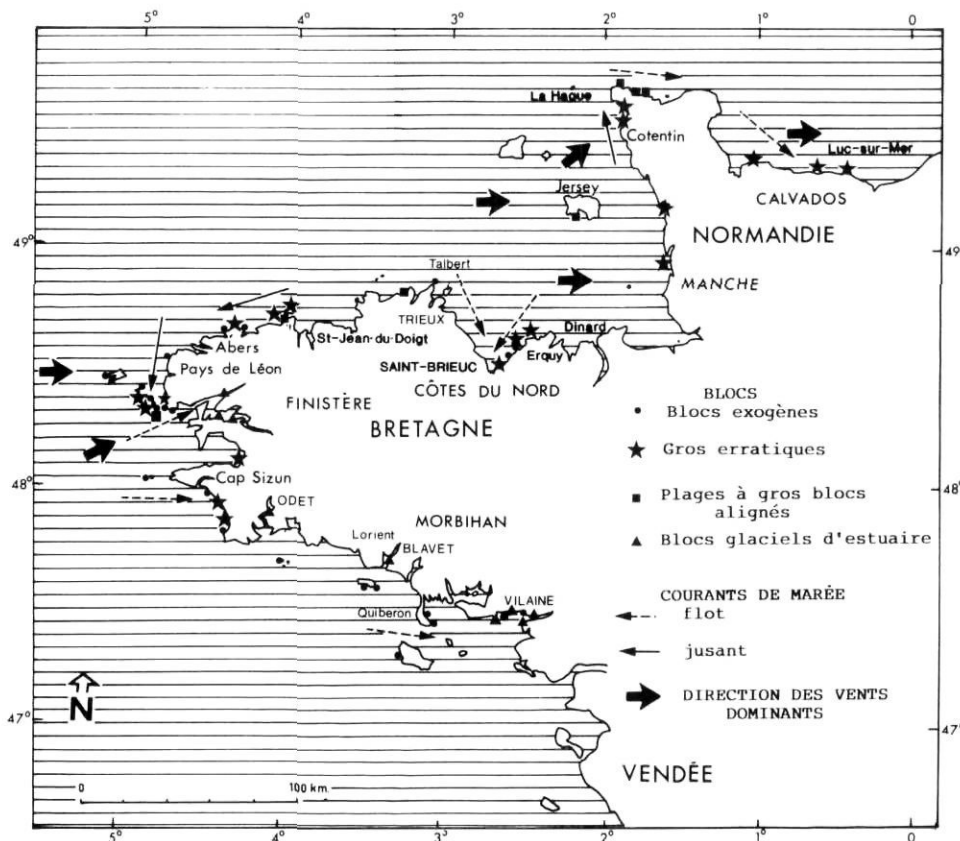 5° 4° 3° 2° 1° 0
La Hague
Cotentin
Luc-sur-Mer
Jersey
CALVADOS
49° 49°
NORMANDIE
Talbert
MANCHE
TRIEUX
St-Jean-du-Doigt
Dinard
Abers
SAINT-BRIEUC
Erquy
Pays de Léon
CÔTES DU NORD
BLOCS
Blocs exogènes
FINISTÈRE
BRETAGNE
Gros erratiques
48° 48°
Cap Sizun
Plages à gros blocs
alignés
ODET
MORBIHAN
Lorient
BLAVET
Blocs glaciels d'estuaire
VILAINE
COURANTS DE MARÉE
flot
Quiberon
jusant
N
DIRECTION DES VENTS
DOMINANTS
47° 47°
VENDÉE
0 100 km.
5° 4° 3° 2° 1° 0